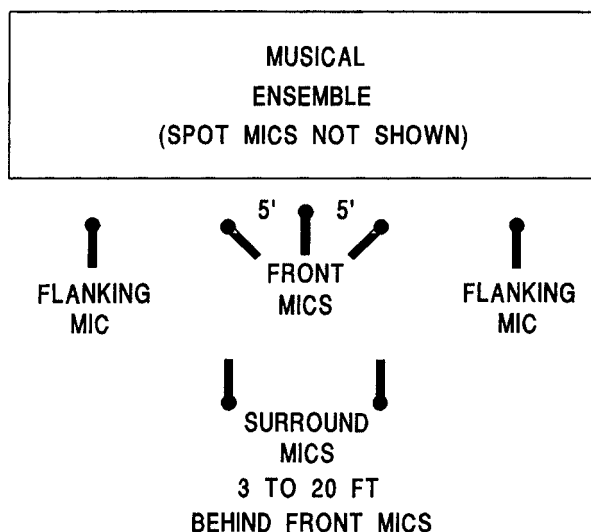 MUSICAL
ENSEMBLE
(SPOT MICS NOT SHOWN)
5' 5'
FRONT
MICS
FLANKING
MIC
FLANKING
MIC
SURROUND
MICS
3 TO 20 FT
BEHIND FRONT MICS